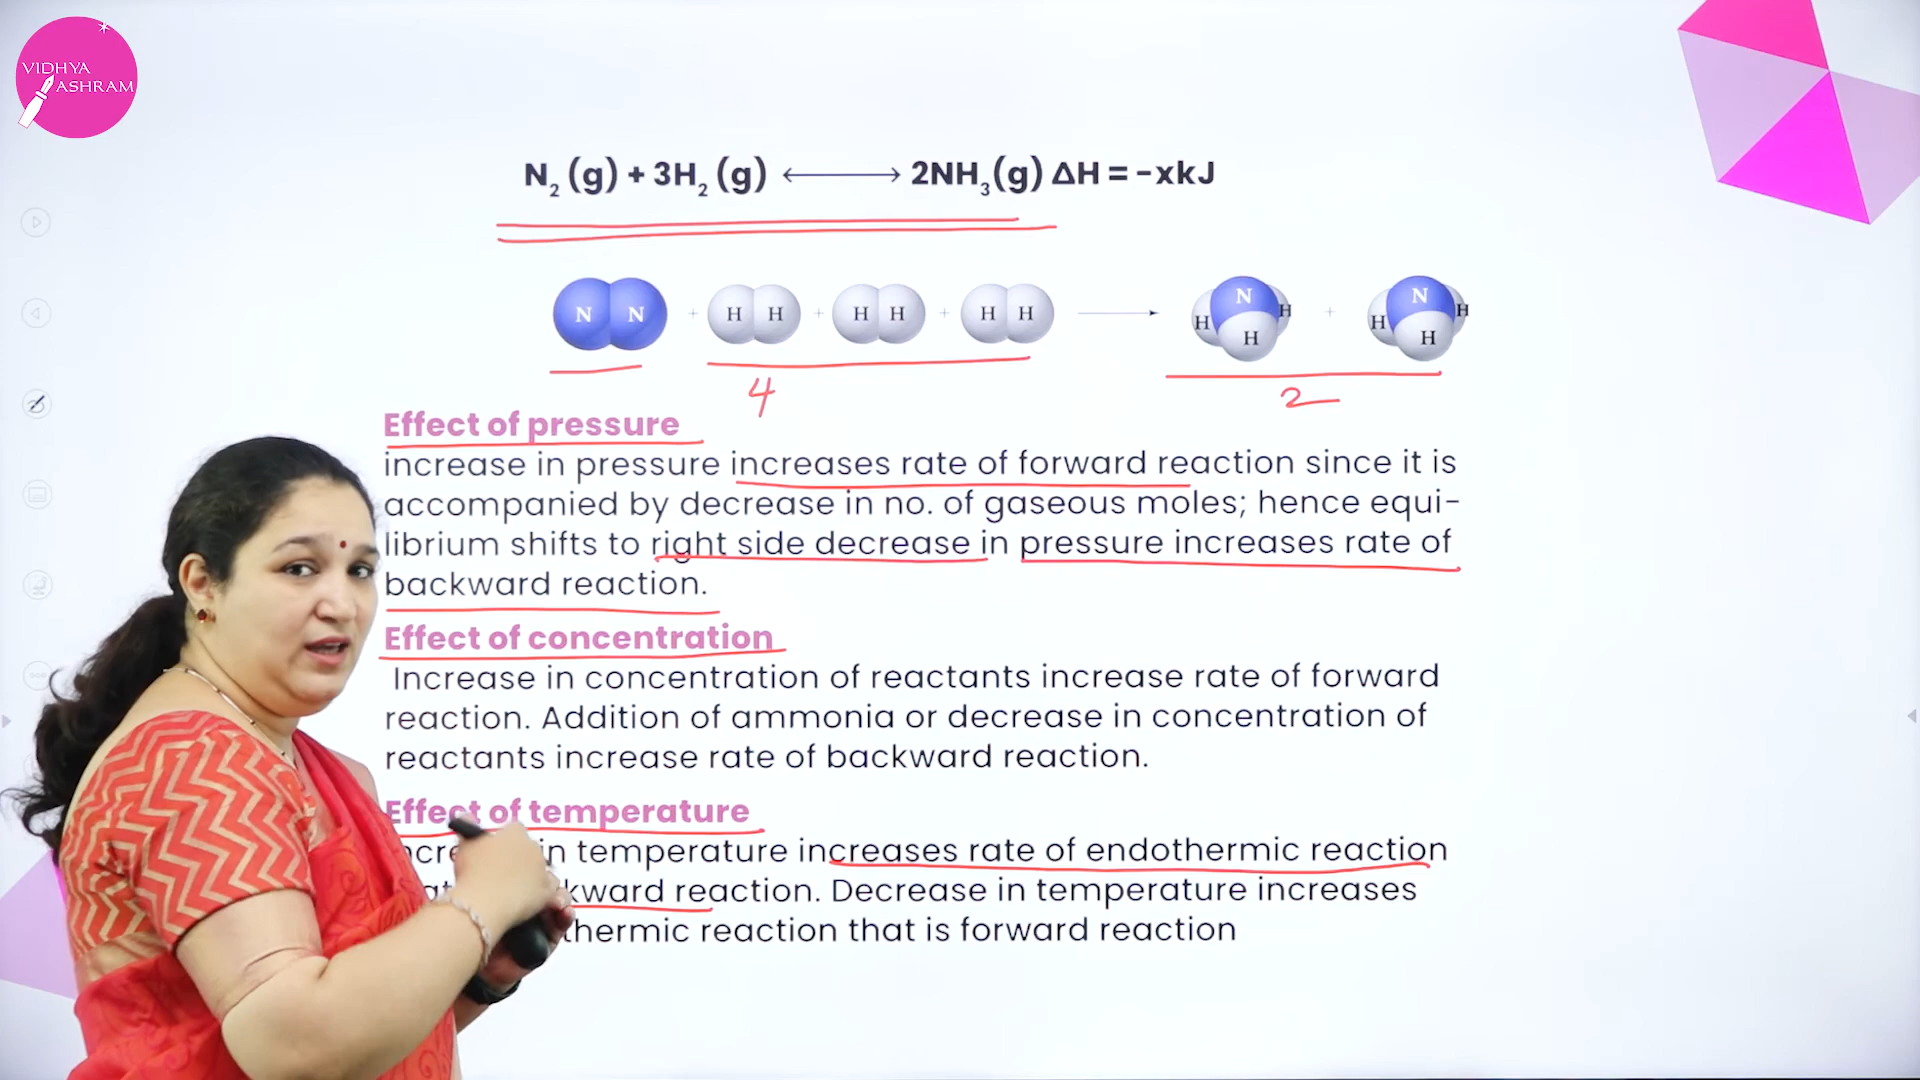 VIDHYA
ASHRAM
N₂ (g) + 3H₂ (g) ⟷ 2NH₃(g) ΔH = -xkJ
N N + H H + H H + H H → N H H H + N H H H
4 2
Effect of pressure
increase in pressure increases rate of forward reaction since it is
accompanied by decrease in no. of gaseous moles; hence equi-
librium shifts to right side decrease in pressure increases rate of
backward reaction.
Effect of concentration
Increase in concentration of reactants increase rate of forward
reaction. Addition of ammonia or decrease in concentration of
reactants increase rate of backward reaction.
Effect of temperature
in temperature increases rate of endothermic reaction
reaction. Decrease in temperature increases
reaction that is forward reaction